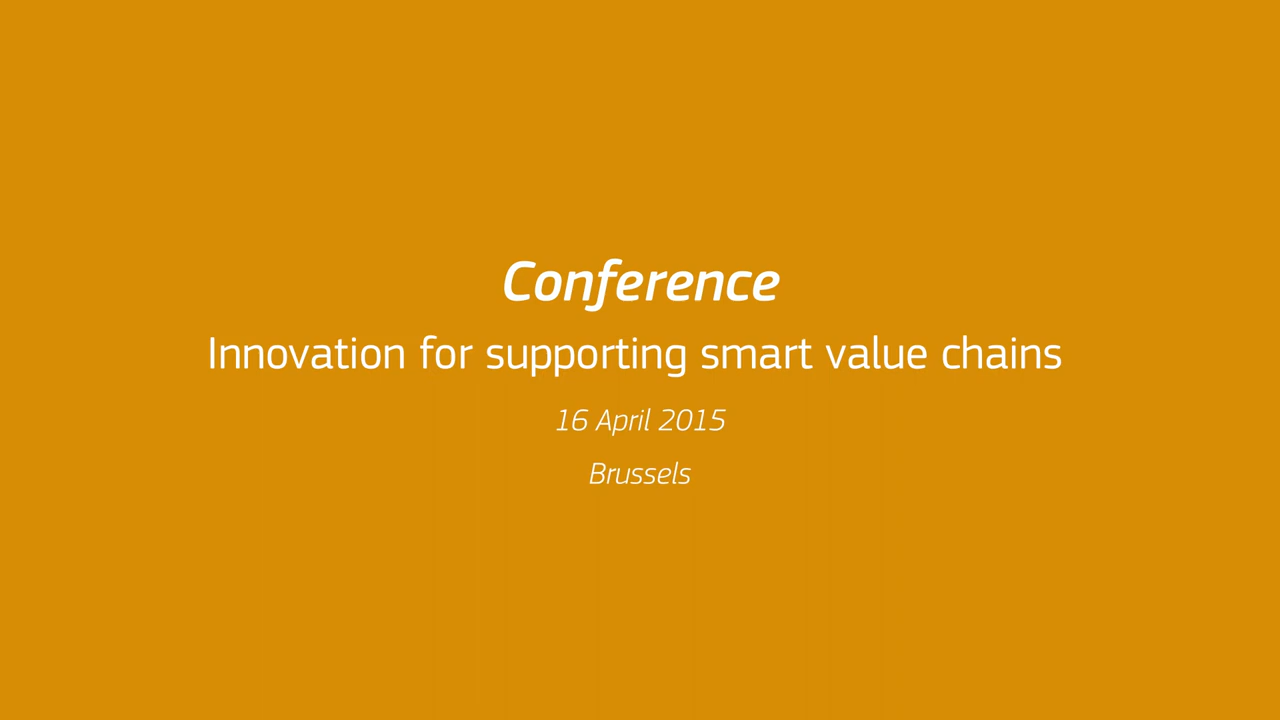 Conference
Innovation for supporting smart value chains
16 April 2015
Brussels